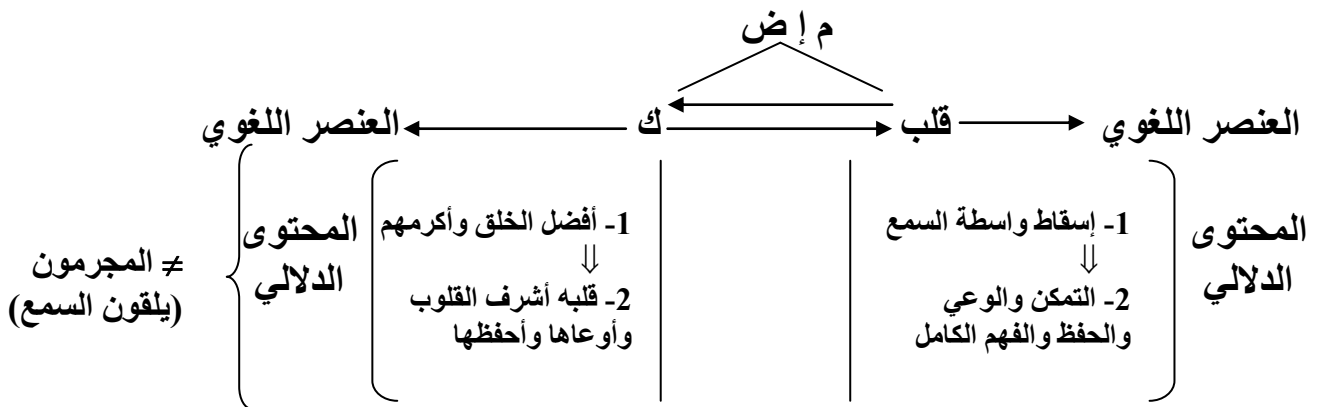 م إ ض
العنصر اللغوي
قلب
ك
العنصر اللغوي
المحتوى
الدلالي
1- إسقاط واسطة السمع
⇓
2- التمكن والوعي
والحفظ والفهم الكامل
1- أفضل الخلق وأكرمهم
⇓
2- قلبه أشرف القلوب
وأوعاها وأحفظها
المحتوى
الدلالي
≠ المجرمون
(يلقون السمع)